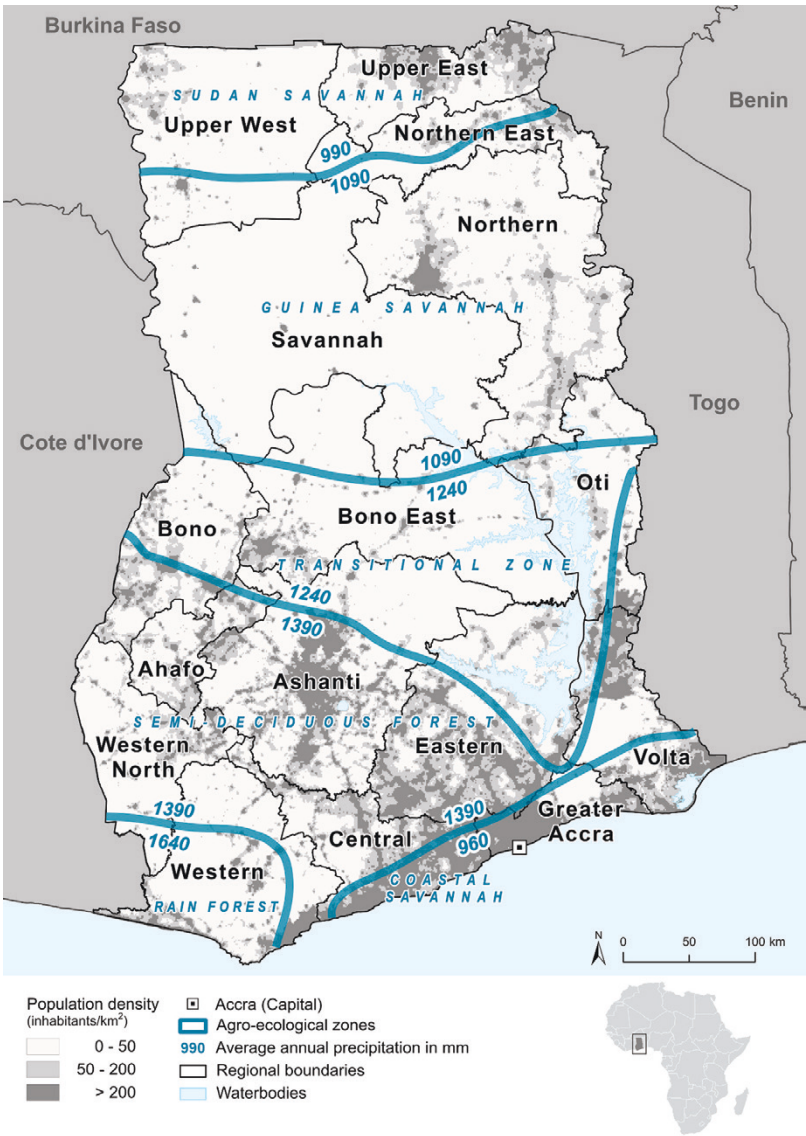 Burkina Faso
Upper East
SUDAN SAVANNAH
Benin
Upper West
Northern East
990
1090
Northern
GUINEA SAVANNAH
Savannah
Togo
Cote d'Ivore
1090
1240
Oti
Bono
Bono East
TRANSITIONAL ZONE
1240
1390
Ahafo
Ashanti
SEMI-DECIDUOUS FOREST
Western
North
Eastern
Volta
1390
1640
1390
960
Greater
Accra
Central
Western
COASTAL
SAVANNAH
RAIN FOREST
N
0 50 100 km
Population density
(inhabitants/km²)
0 - 50
50 - 200
> 200
Accra (Capital)
Agro-ecological zones
990 Average annual precipitation in mm
Regional boundaries
Waterbodies